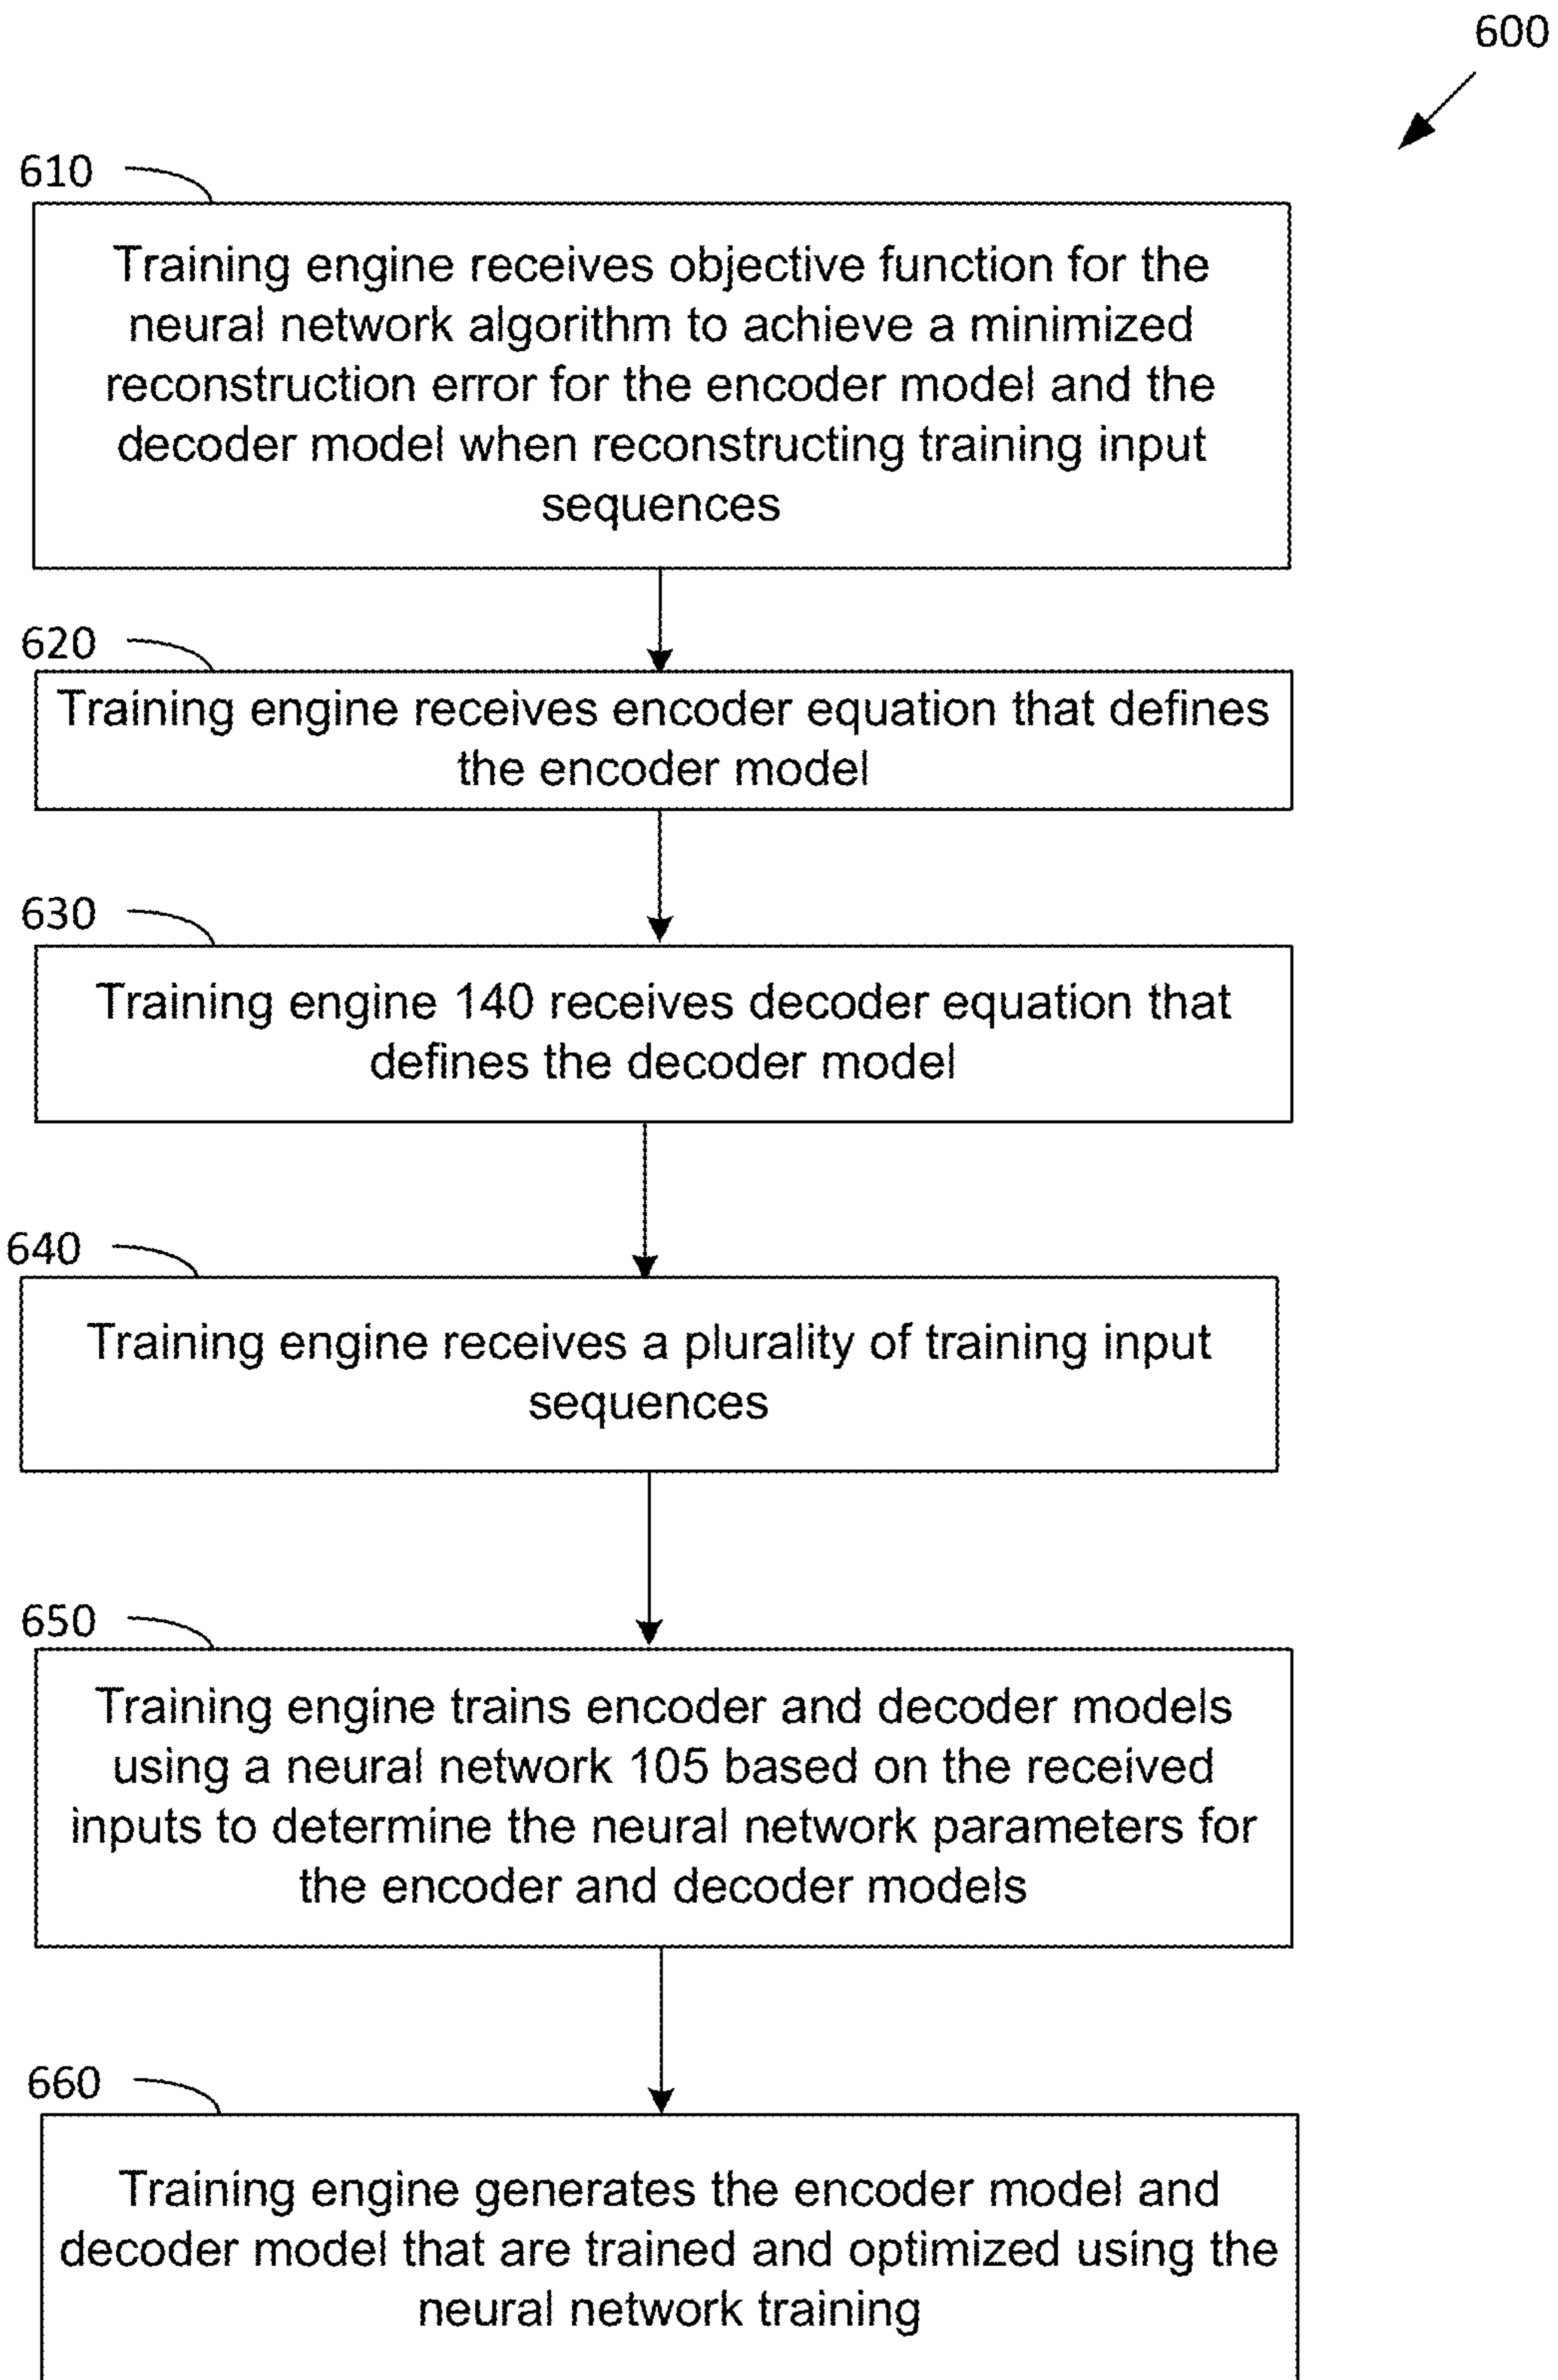 600
610
Training engine receives objective function for the
neural network algorithm to achieve a minimized
reconstruction error for the encoder model and the
decoder model when reconstructing training input
sequences
620
Training engine receives encoder equation that defines
the encoder model
630
Training engine 140 receives decoder equation that
defines the decoder model
640
Training engine receives a plurality of training input
sequences
650
Training engine trains encoder and decoder models
using a neural network 105 based on the received
inputs to determine the neural network parameters for
the encoder and decoder models
660
Training engine generates the encoder model and
decoder model that are trained and optimized using the
neural network training